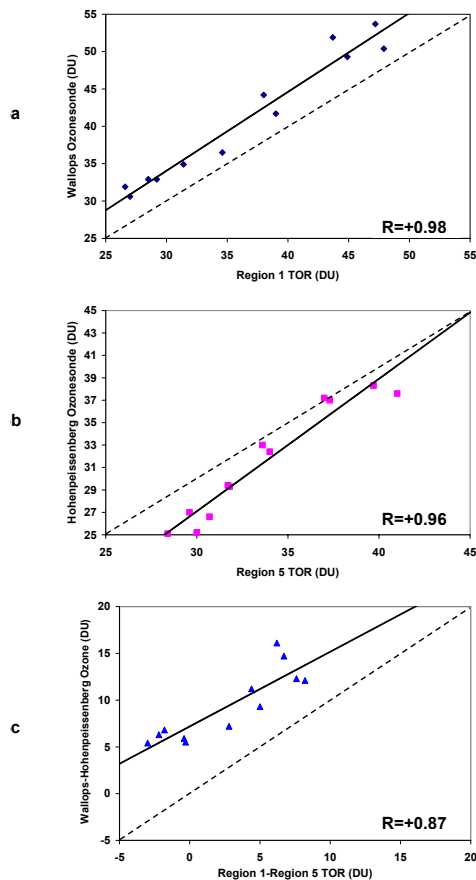 a
Wallops Ozonesonde (DU)
55
50
45
40
35
30
25
25 30 35 40 45 50 55
R=+0.98
Region 1 TOR (DU)
b
Hohenpeissenberg Ozonesonde (DU)
45
43
41
39
37
35
33
31
29
27
25
25 30 35 40 45
R=+0.96
Region 5 TOR (DU)
c
Wallops-Hohenpeissenberg Ozone (DU)
20
15
10
5
0
-5
-5 0 5 10 15 20
R=+0.87
Region 1-Region 5 TOR (DU)